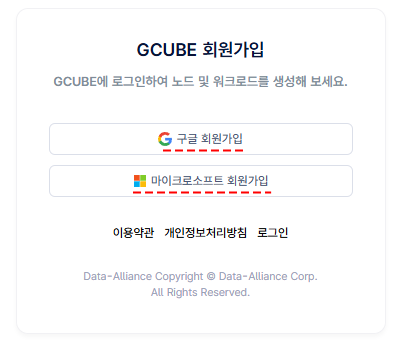 GCUBE 회원가입
GCUBE에 로그인하여 노드 및 워크로드를 생성해 보세요.
구글 회원가입
마이크로소프트 회원가입
이용약관 개인정보처리방침 로그인
Data-Alliance Copyright © Data-Alliance Corp.
All Rights Reserved.